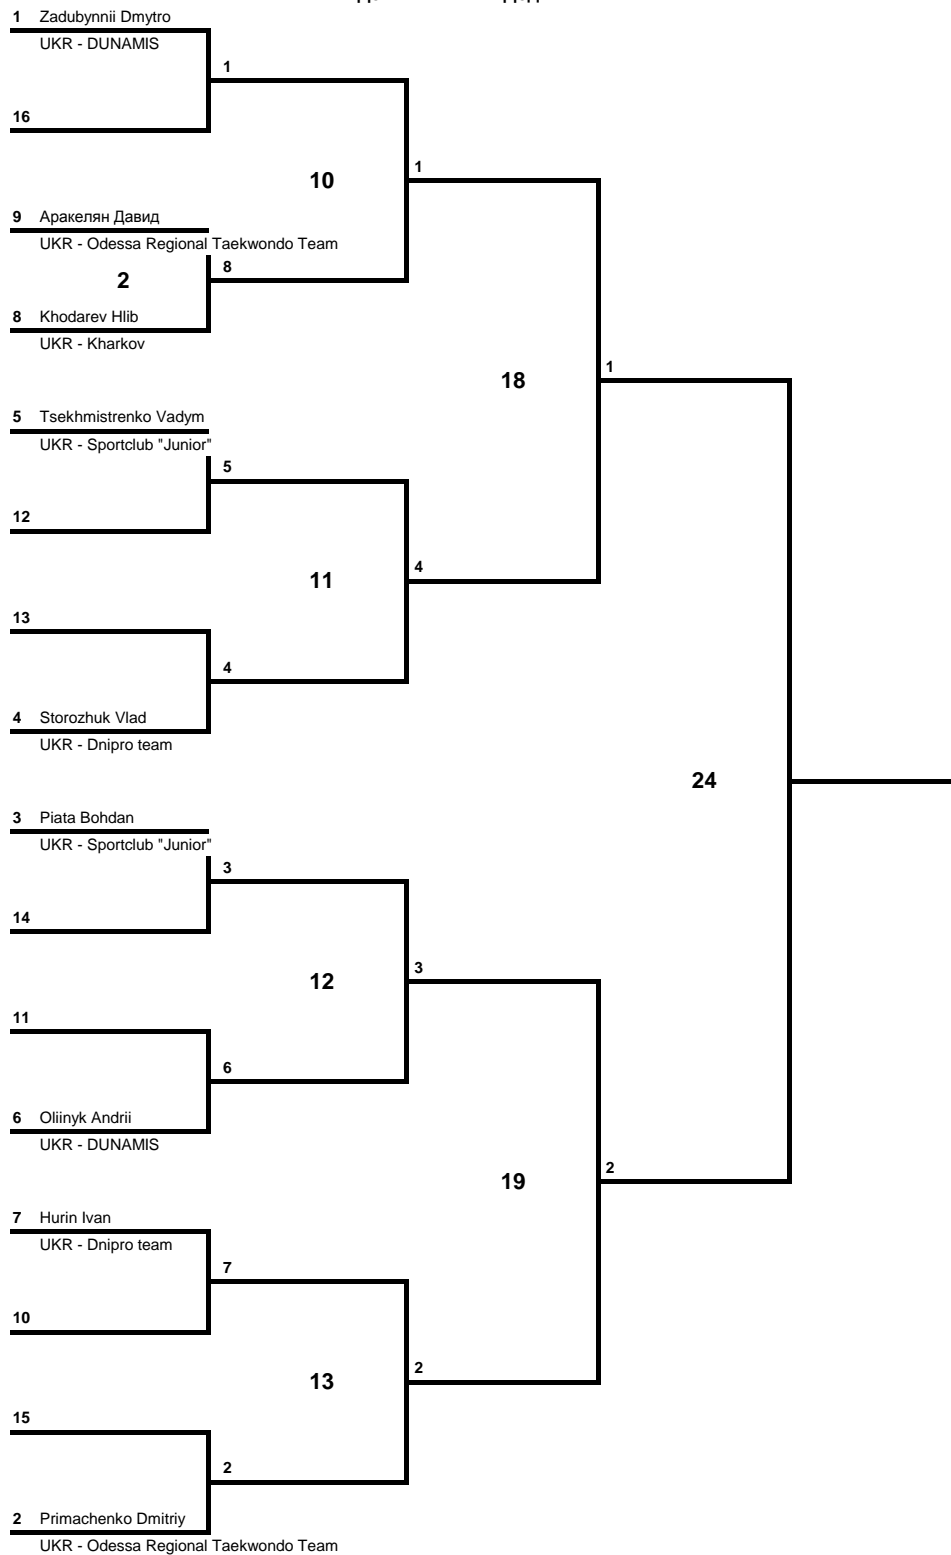 1 Zadubynnii Dmytro
UKR - DUNAMIS
1
16
10
1
9 Аракелян Давид
UKR - Odessa Regional Taekwondo Team
8
2
8 Khodarev Hlib
UKR - Kharkov
18
1
5 Tsekhmistrenko Vadym
UKR - Sportclub "Junior"
5
12
11
4
13
4
4 Storozhuk Vlad
UKR - Dnipro team
24
3 Piata Bohdan
UKR - Sportclub "Junior"
3
14
12
3
11
6
6 Oliinyk Andrii
UKR - DUNAMIS
19
2
7 Hurin Ivan
UKR - Dnipro team
7
10
13
2
15
2
2 Primachenko Dmitriy
UKR - Odessa Regional Taekwondo Team